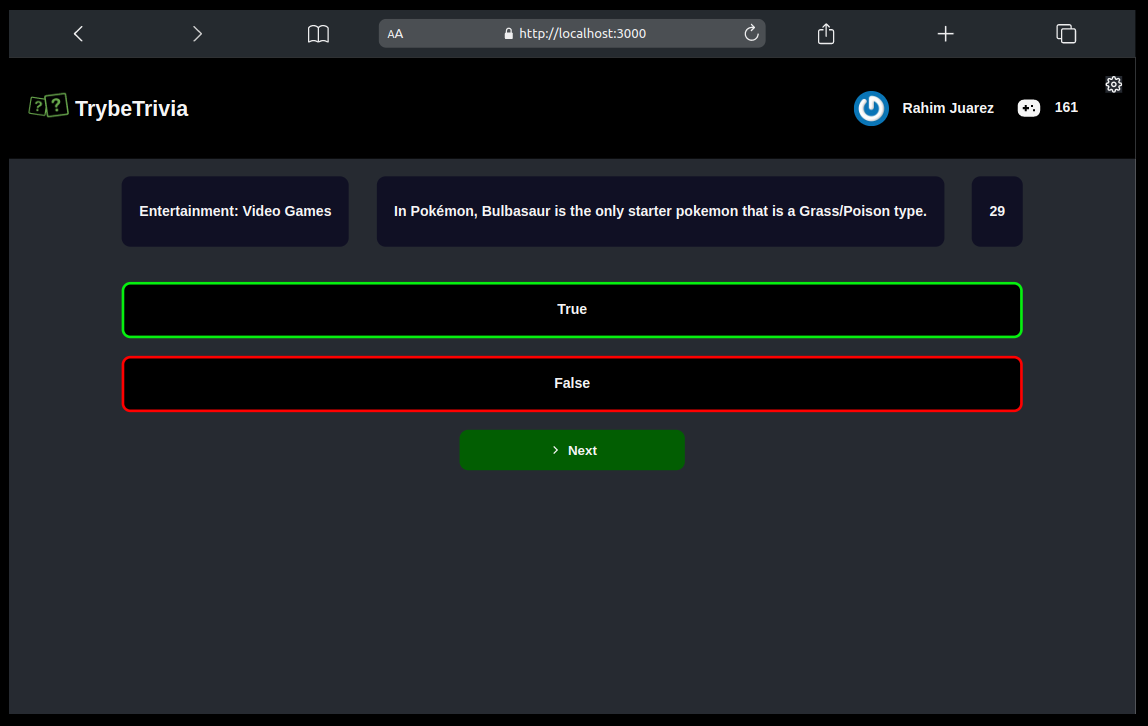 AA
http://localhost:3000
? ?
TrybeTrivia
Rahim Juarez
161
Entertainment: Video Games
In Pokémon, Bulbasaur is the only starter pokemon that is a Grass/Poison type.
29
True
False
Next